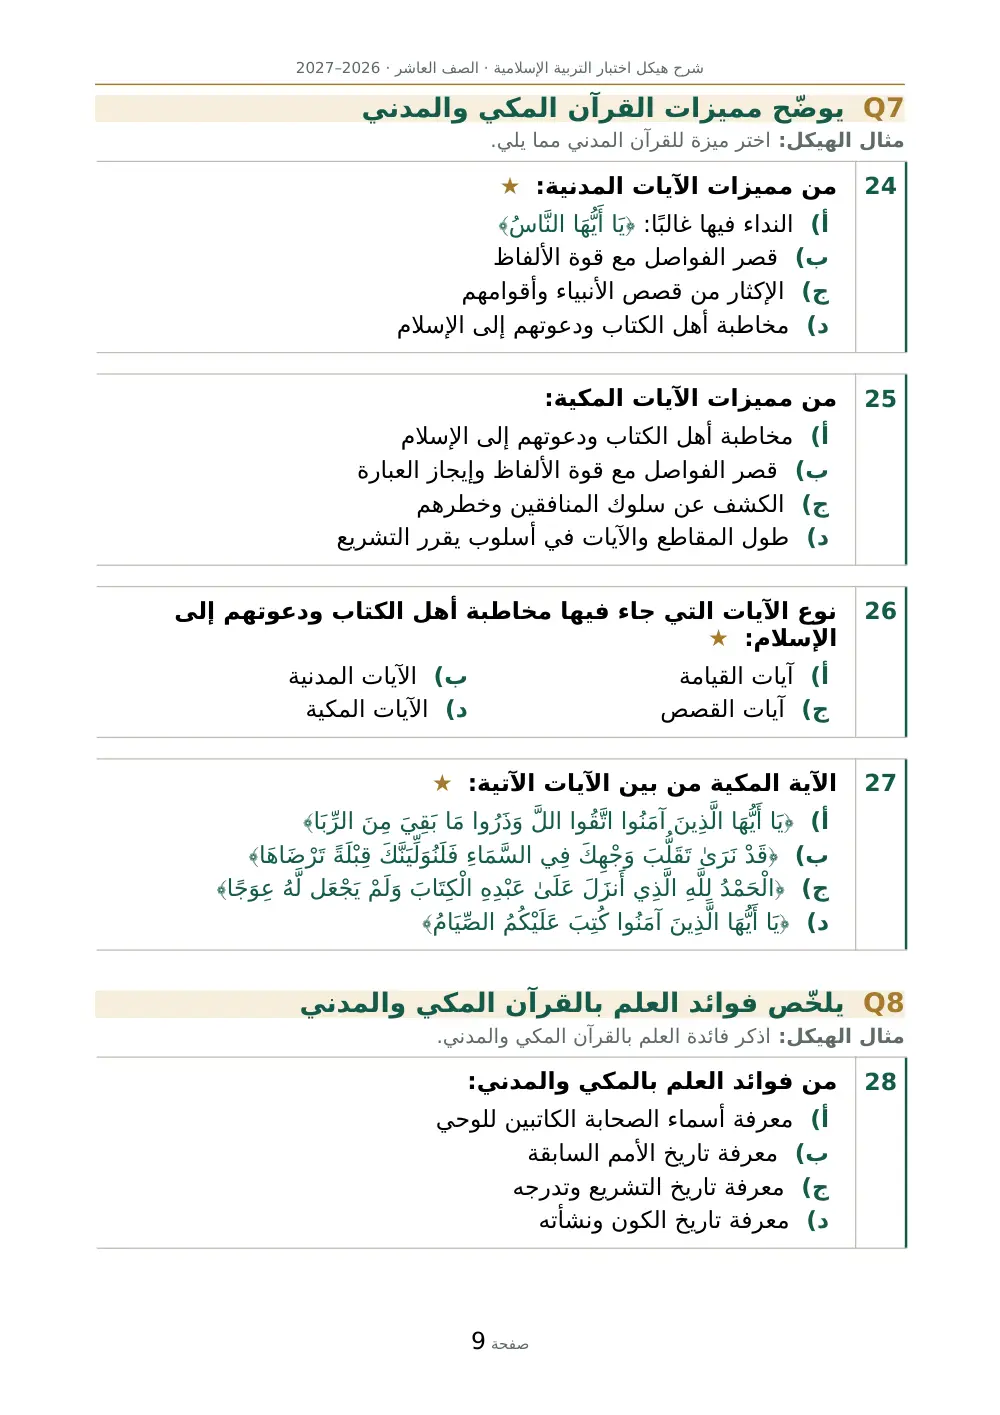 شرح هيكل اختبار التربية الإسلامية · الصف العاشر · 2026–2027
Q7 يوضّح مميزات القرآن المكي والمدني
مثال الهيكل: اختر ميزة للقرآن المدني مما يلي.
24 من مميزات الآيات المدنية: ★
أ) النداء فيها غالبًا: ﴿يَا أَيُّهَا النَّاسُ﴾
ب) قصر الفواصل مع قوة الألفاظ
ج) الإكثار من قصص الأنبياء وأقوامهم
د) مخاطبة أهل الكتاب ودعوتهم إلى الإسلام
25 من مميزات الآيات المكية:
أ) مخاطبة أهل الكتاب ودعوتهم إلى الإسلام
ب) قصر الفواصل مع قوة الألفاظ وإيجاز العبارة
ج) الكشف عن سلوك المنافقين وخطرهم
د) طول المقاطع والآيات في أسلوب يقرر التشريع
26 نوع الآيات التي جاء فيها مخاطبة أهل الكتاب ودعوتهم إلى
الإسلام: ★
أ) آيات القيامة ب) الآيات المدنية
ج) آيات القصص د) الآيات المكية
27 الآية المكية من بين الآيات الآتية: ★
أ) ﴿يَا أَيُّهَا الَّذِينَ آمَنُوا اتَّقُوا اللَّ وَذَرُوا مَا بَقِيَ مِنَ الرِّبَا﴾
ب) ﴿قَدْ نَرَىٰ تَقَلُّبَ وَجْهِكَ فِي السَّمَاءِ فَلَنُوَلِّيَنَّكَ قِبْلَةً تَرْضَاهَا﴾
ج) ﴿الْحَمْدُ لِلَّهِ الَّذِي أَنزَلَ عَلَىٰ عَبْدِهِ الْكِتَابَ وَلَمْ يَجْعَل لَّهُ عِوَجًا﴾
د) ﴿يَا أَيُّهَا الَّذِينَ آمَنُوا كُتِبَ عَلَيْكُمُ الصِّيَامُ﴾
Q8 يلخّص فوائد العلم بالقرآن المكي والمدني
مثال الهيكل: اذكر فائدة العلم بالقرآن المكي والمدني.
28 من فوائد العلم بالمكي والمدني:
أ) معرفة أسماء الصحابة الكاتبين للوحي
ب) معرفة تاريخ الأمم السابقة
ج) معرفة تاريخ التشريع وتدرجه
د) معرفة تاريخ الكون ونشأته
صفحة 9